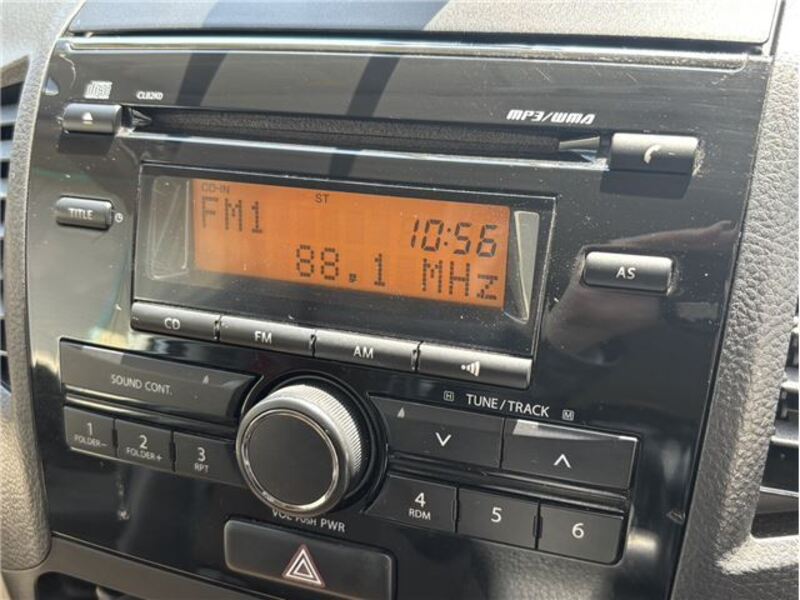 CL82KD
MP3/WMA
TITLE
CD-IN
ST
FM1
10:56
88.1 MHz
AS
CD
FM
AM
SOUND CONT.
H TUNE/TRACK M
1
FOLDER−
2
FOLDER+
3
RPT
4
RDM
5
6
VOL PUSH PWR